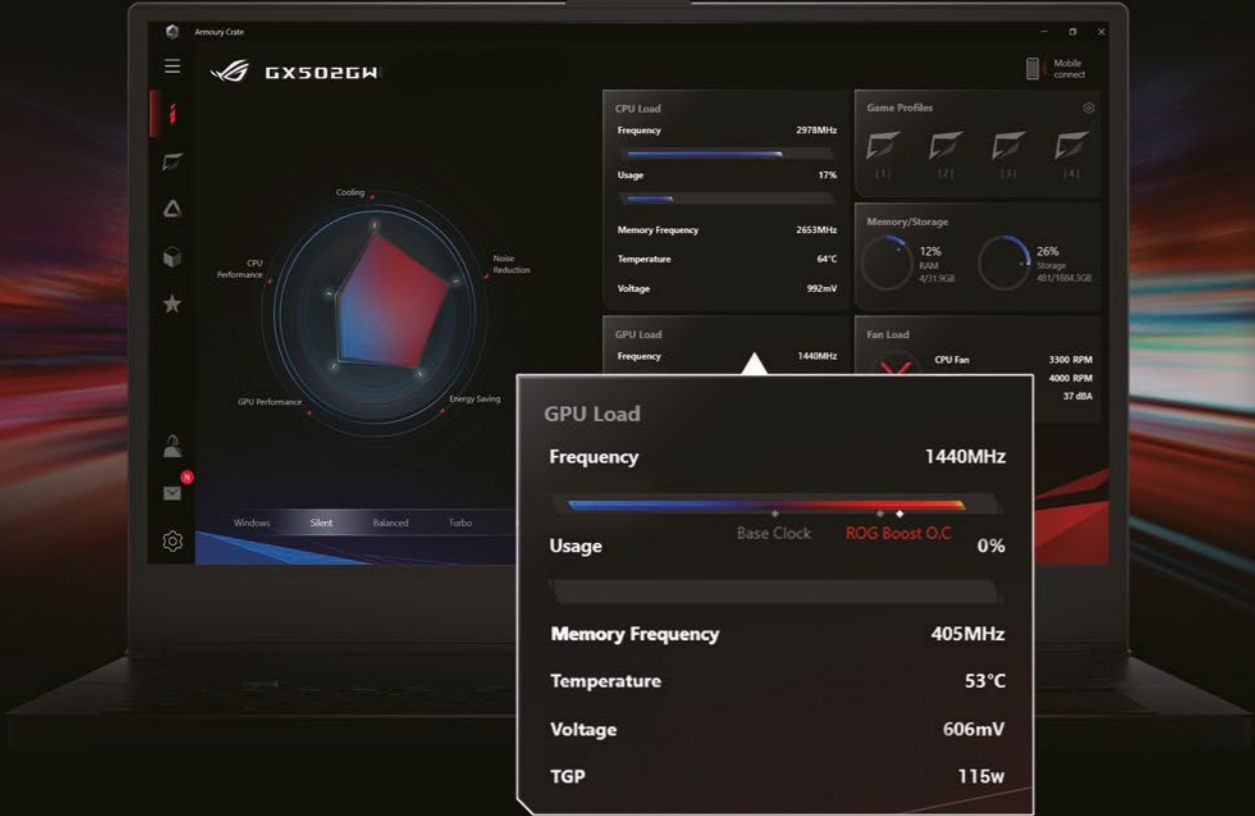 Armoury Crate
GX502GW
Mobile
connect
Cooling
CPU
Performance
Noise
Reduction
GPU Performance
Energy Saving
Windows
Silent
Balanced
Turbo
N
CPU Load
Frequency 2978MHz
Usage 17%
Memory Frequency 2653MHz
Temperature 64°C
Voltage 992mV
Game Profiles
[1] [2] [3] [4]
Memory/Storage
12%
RAM
4/31.9GB
26%
Storage
481/1884.3GB
GPU Load
Frequency 1440MHz
Fan Load
CPU Fan 3300 RPM
4000 RPM
37 dBA
GPU Load
Frequency 1440MHz
Base Clock ROG Boost O.C
Usage 0%
Memory Frequency 405MHz
Temperature 53°C
Voltage 606mV
TGP 115w